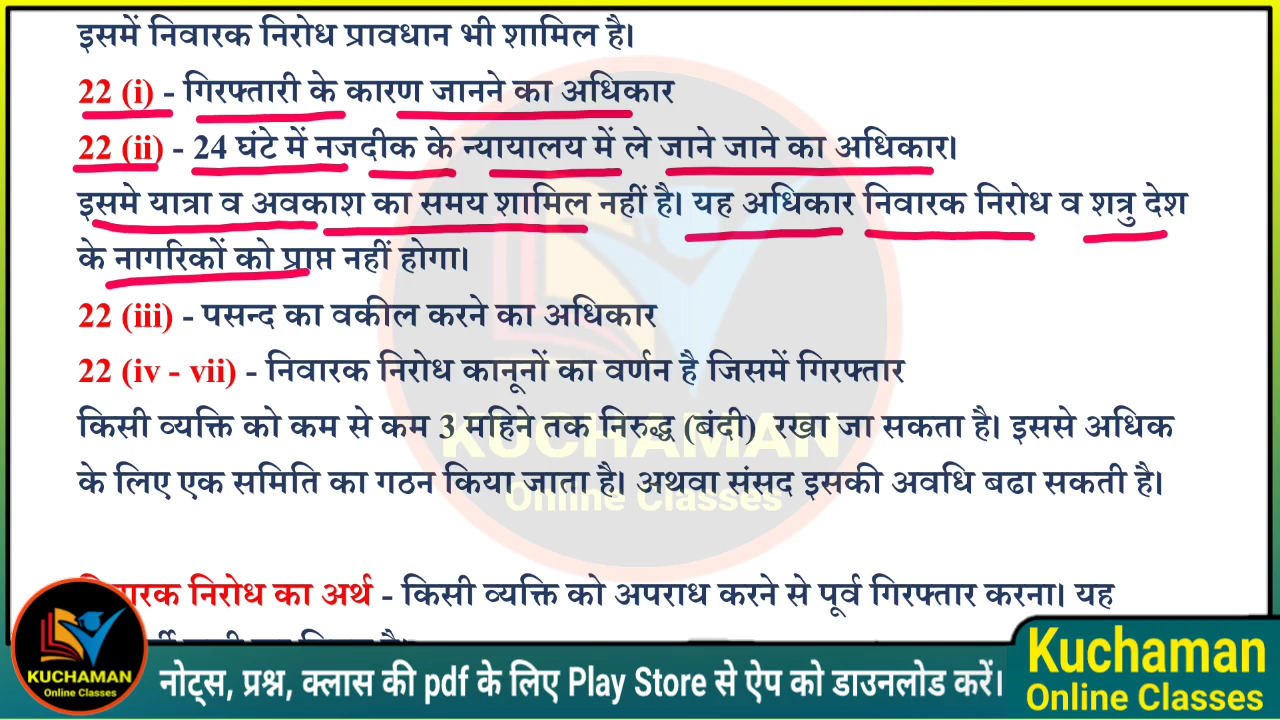 इसमें निवारक निरोध प्रावधान भी शामिल है।
22 (i) - गिरफ्तारी के कारण जानने का अधिकार
22 (ii) - 24 घंटे में नजदीक के न्यायालय में ले जाने जाने का अधिकार।
इसमे यात्रा व अवकाश का समय शामिल नहीं है। यह अधिकार निवारक निरोध व शत्रु देश
के नागरिकों को प्राप्त नहीं होगा।
22 (iii) - पसन्द का वकील करने का अधिकार
22 (iv - vii) - निवारक निरोध कानूनों का वर्णन है जिसमें गिरफ्तार
किसी व्यक्ति को कम से कम 3 महिने तक निरुद्ध (बंदी) रखा जा सकता है। इससे अधिक
के लिए एक समिति का गठन किया जाता है। अथवा संसद इसकी अवधि बढा सकती है।
KUCHAMAN
Online Classes
निरोध का अर्थ - किसी व्यक्ति को अपराध करने से पूर्व गिरफ्तार करना। यह
KUCHAMAN
Online Classes
नोट्स, प्रश्न, क्लास की pdf के लिए Play Store से ऐप को डाउनलोड करें।
Kuchaman
Online Classes